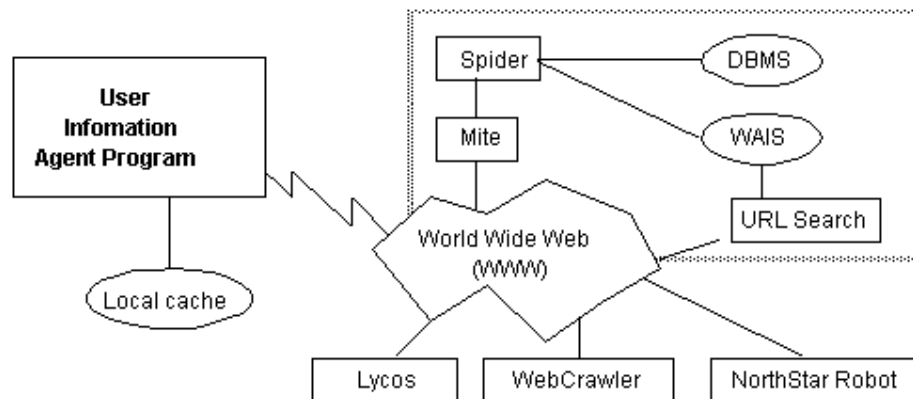 User
Infomation
Agent Program
Local cache
Spider
DBMS
Mite
WAIS
URL Search
World Wide Web
(WWW)
Lycos
WebCrawler
NorthStar Robot